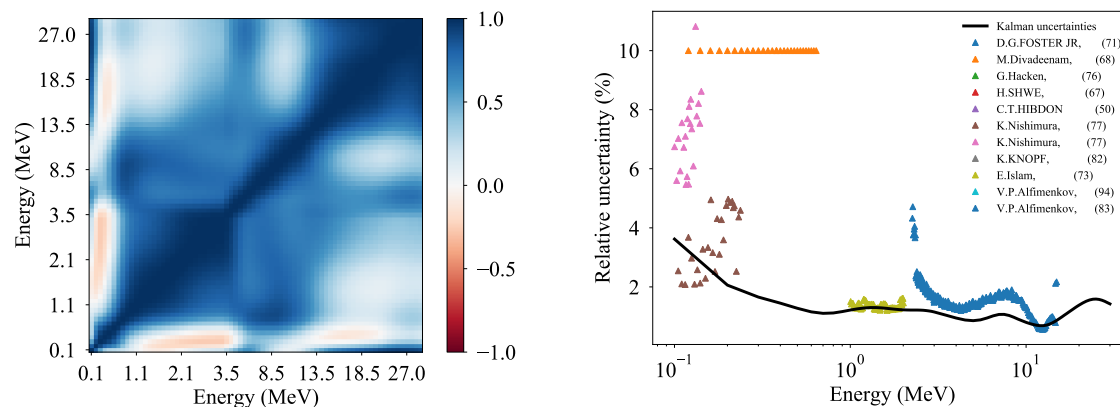 27.0
18.5
13.5
8.5
3.5
2.1
1.1
0.1
Energy (MeV)
0.1 1.1 2.1 3.5 8.5 13.5 18.5 27.0
Energy (MeV)
1.0
0.5
0.0
−0.5
−1.0
Relative uncertainty (%)
10
8
6
4
2
10⁻¹ 10⁰ 10¹
Energy (MeV)
Kalman uncertainties
D.G.FOSTER JR, (71)
M.Divadeenam, (68)
G.Hacken, (76)
H.SHWE, (67)
C.T.HIBDON (50)
K.Nishimura, (77)
K.Nishimura, (77)
K.KNOPF, (82)
E.Islam, (73)
V.P.Alfimenkov, (94)
V.P.Alfimenkov, (83)